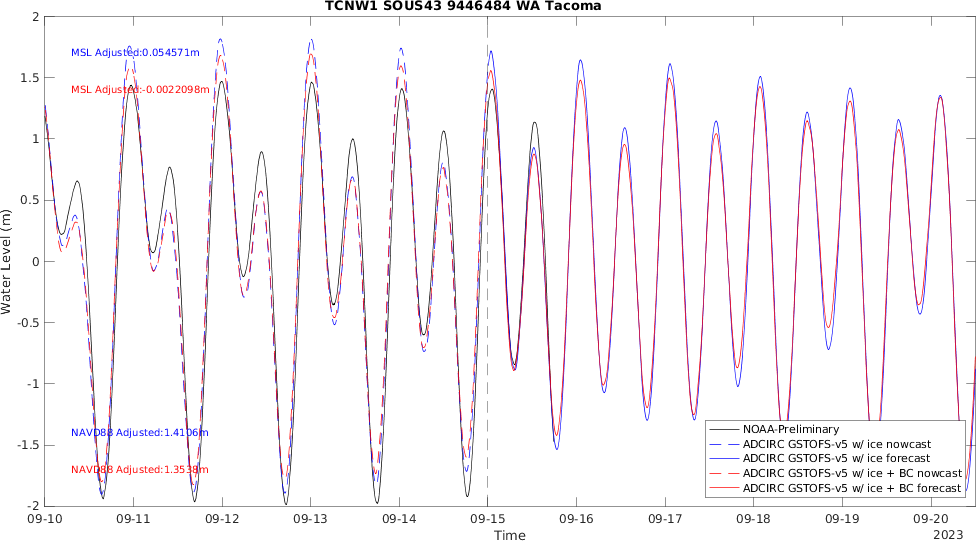 TCNW1 SOUS43 9446484 WA Tacoma
2
1.5
1
0.5
0
-0.5
-1
-1.5
-2
Water Level (m)
MSL Adjusted:0.054571m
MSL Adjusted:-0.0022098m
NAVD88 Adjusted:1.4106m
NAVD88 Adjusted:1.3538m
NOAA-Preliminary
ADCIRC GSTOFS-v5 w/ ice nowcast
ADCIRC GSTOFS-v5 w/ ice forecast
ADCIRC GSTOFS-v5 w/ ice + BC nowcast
ADCIRC GSTOFS-v5 w/ ice + BC forecast
09-10 09-11 09-12 09-13 09-14 09-15 09-16 09-17 09-18 09-19 09-20
Time
2023